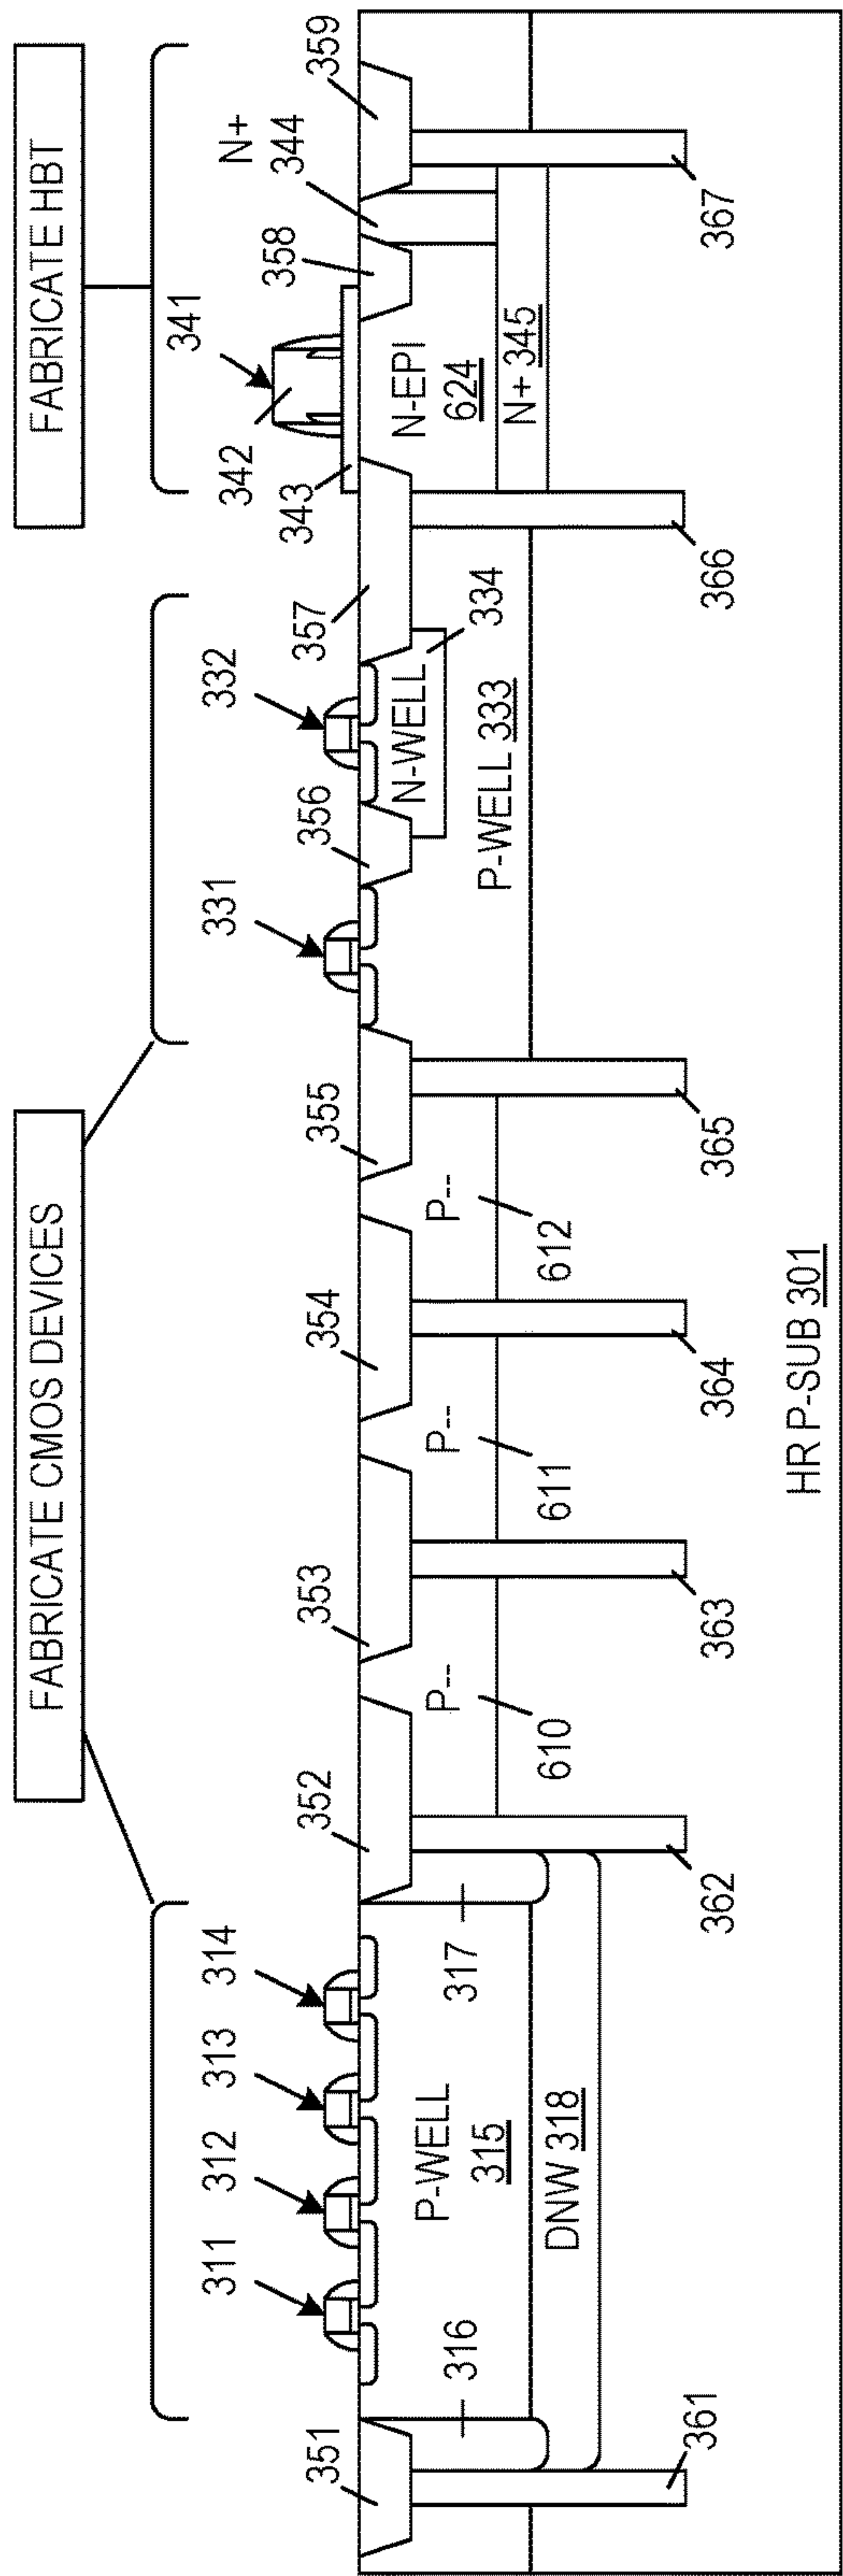 FABRICATE CMOS DEVICES
FABRICATE HBT
311
312
313
314
331
332
341
342
343
N+
344
351
352
353
354
355
356
357
358
359
316
P-WELL
315
317
DNW 318
P--
610
P--
611
P--
612
N-WELL
334
P-WELL 333
N-EPI
624
N+ 345
361
362
363
364
365
366
367
HR P-SUB 301